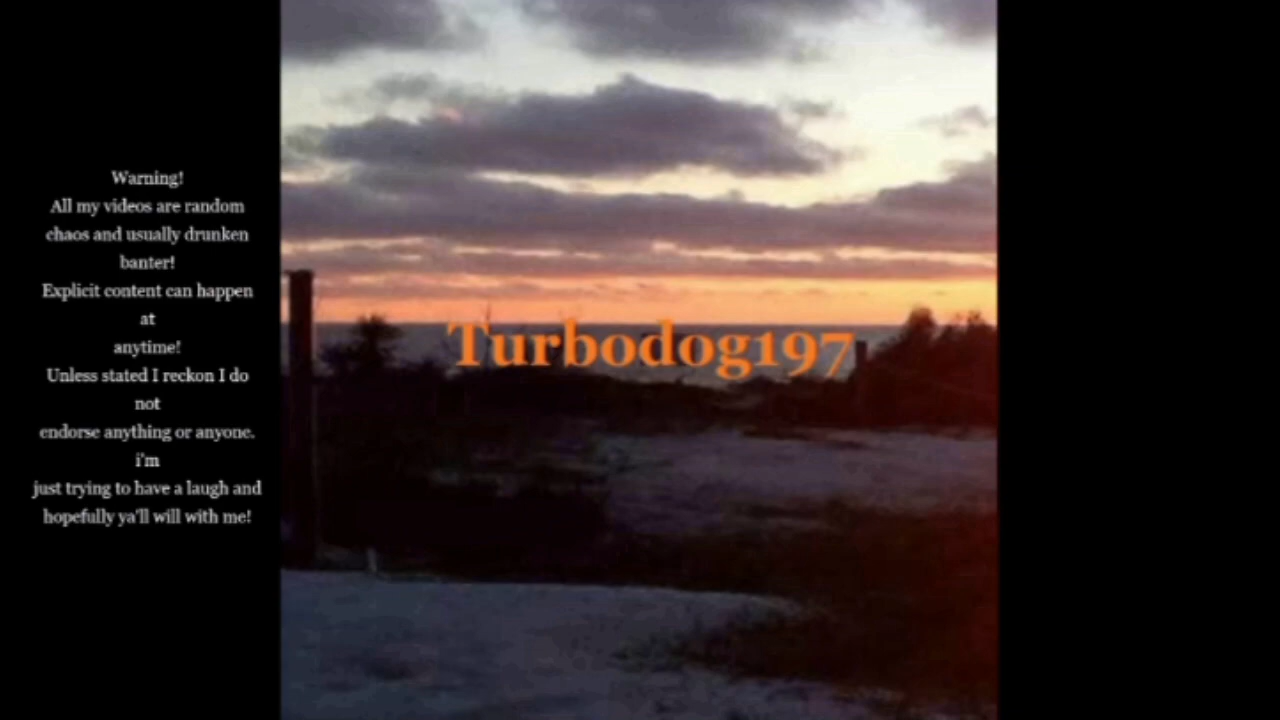 Warning!
All my videos are random
chaos and usually drunken
banter!
Explicit content can happen
at
anytime!
Unless stated I reckon I do
not
endorse anything or anyone.
i'm
just trying to have a laugh and
hopefully ya'll will with me!
Turbodog197